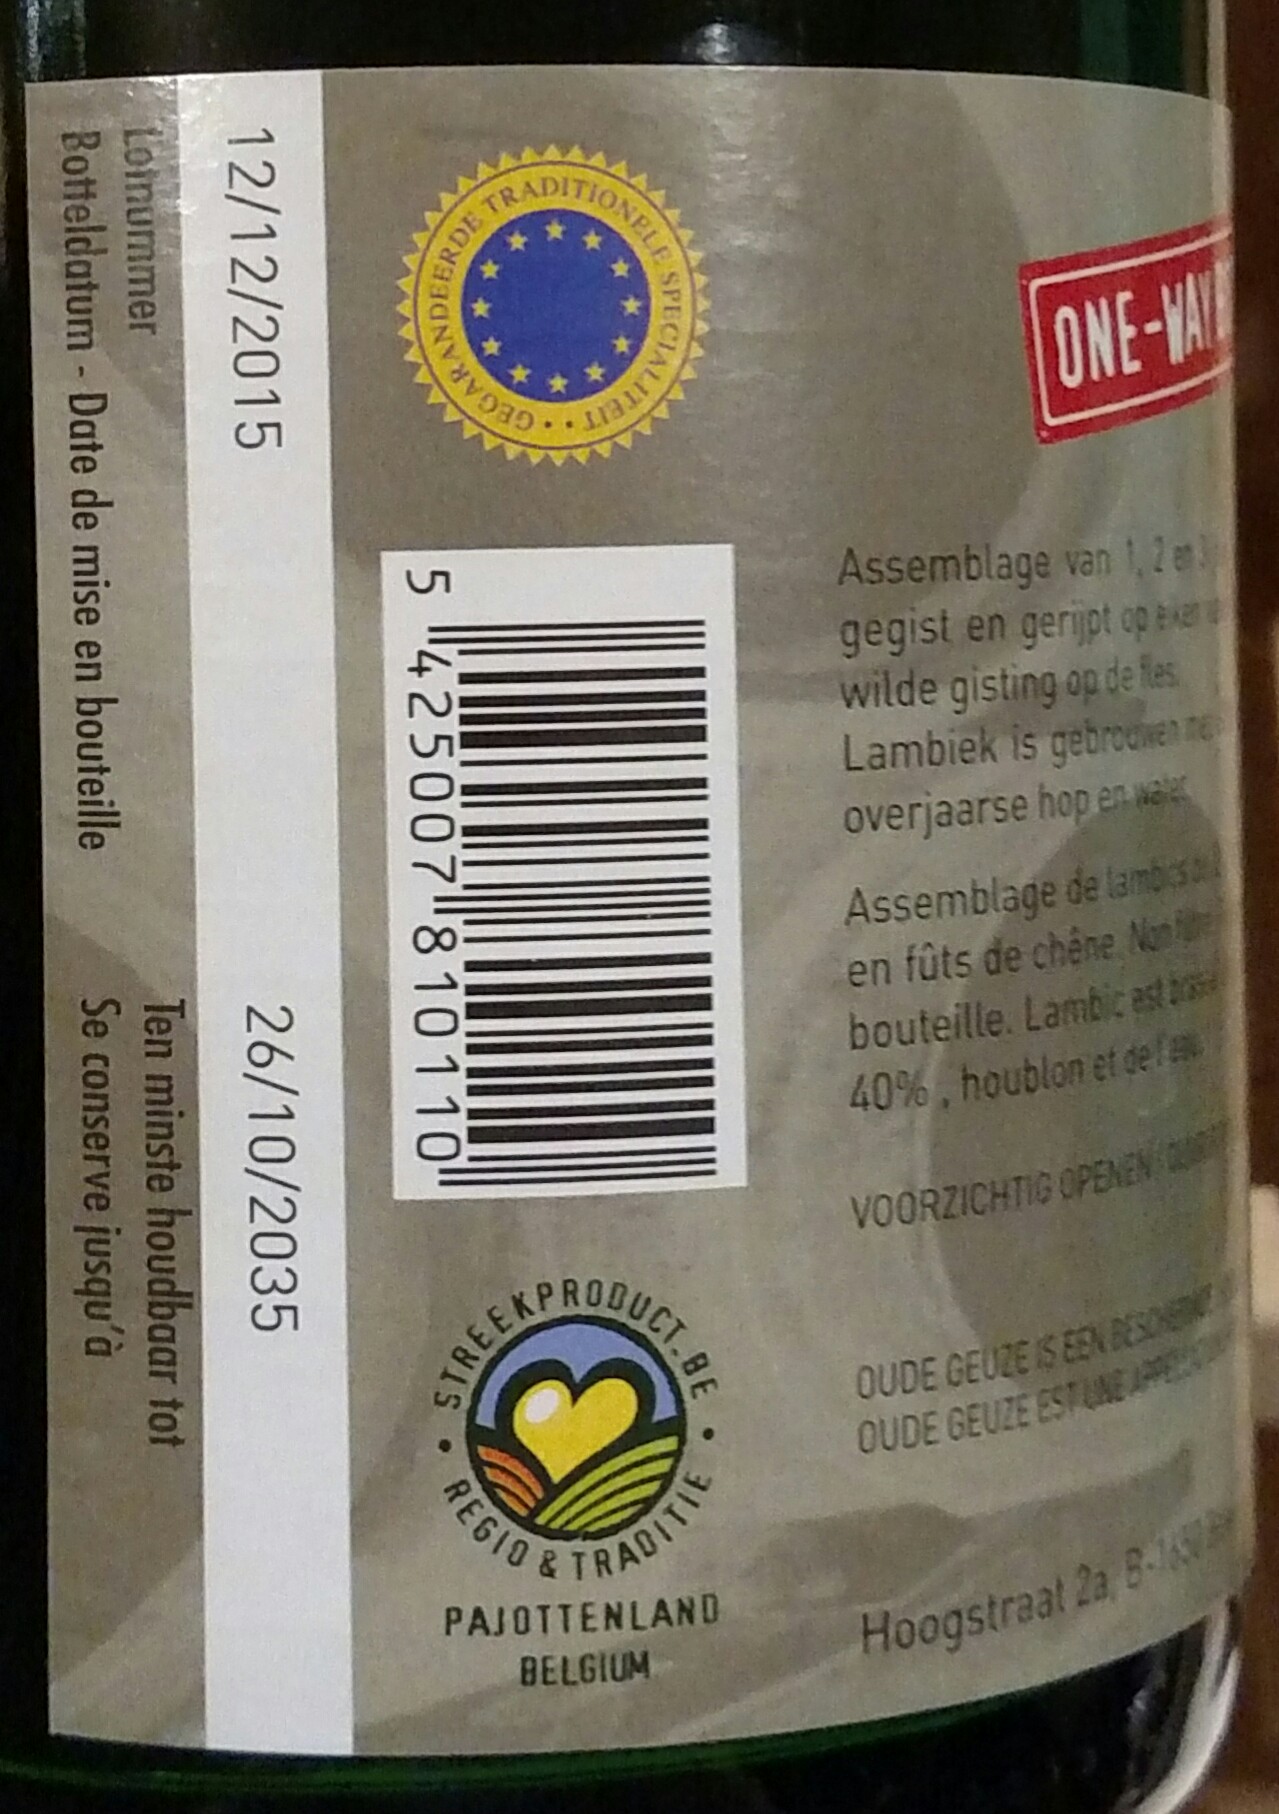 Lotnummer
Botteldatum - Date de mise en bouteille
12/12/2015
Ten minste houdbaar tot
Se conserve jusqu'à
26/10/2035
GEGARANDEERDE TRADITIONELE SPECIALITEIT
5 425007 810110
STREEKPRODUCT.BE
REGIO & TRADITIE
PAJOTTENLAND
BELGIUM
ONE-WAY
Assemblage van 1, 2 en 3
gegist en gerijpt op
wilde gisting op de fles.
Lambiek is gebrouwen
overjaarse hop en water.
Assemblage de lambics
en fûts de chêne. Non
bouteille. Lambic est
40%, houblon et de l'eau.
VOORZICHTIG OPENEN
OUDE GEUZE IS EEN
OUDE GEUZE EST UNE
Hoogstraat 2a, B-1650